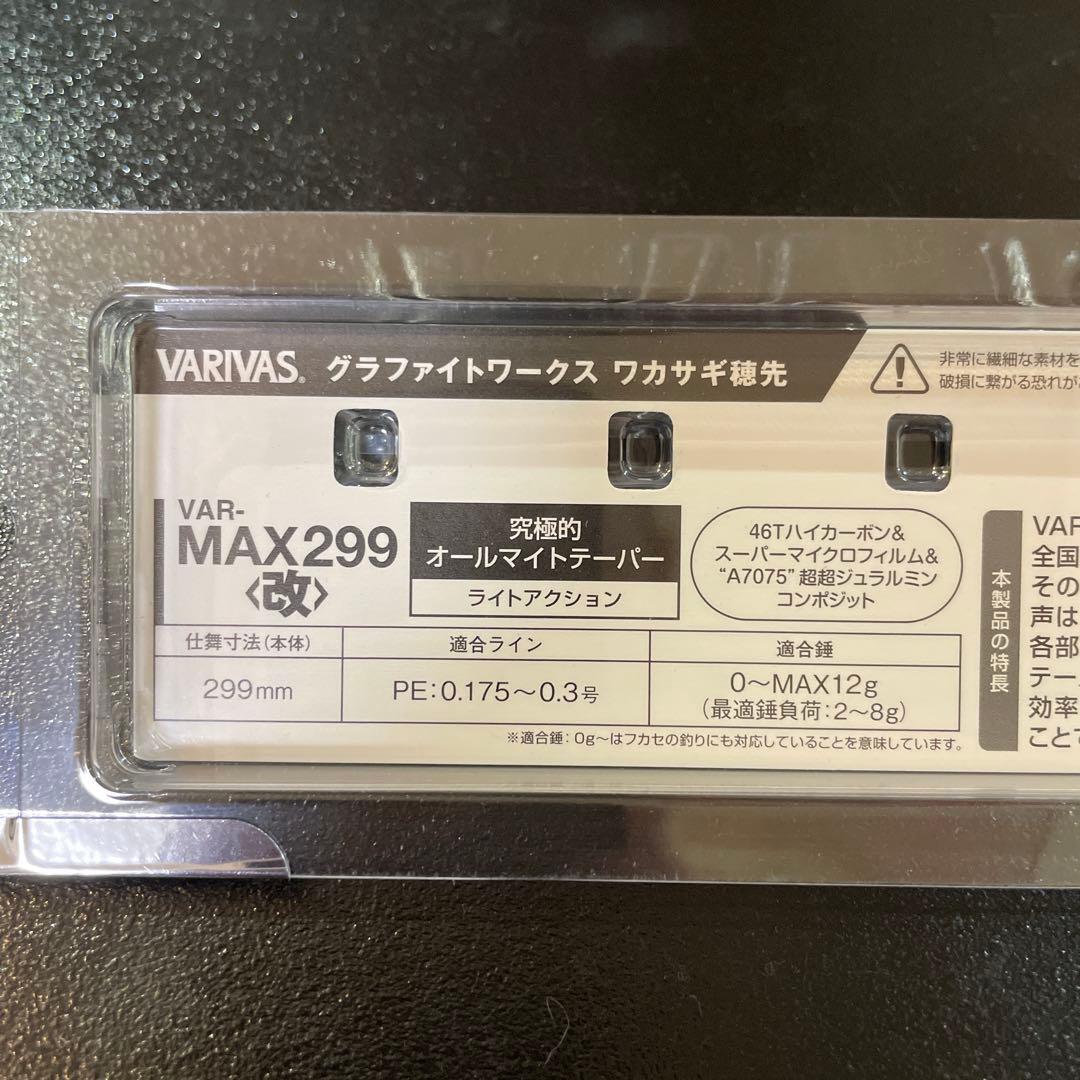 VARIVAS® グラファイトワークス ワカサギ穂先
非常に繊細な素材を
破損に繋がる恐れが
VAR-
MAX299
〈改〉
究極的
オールマイトテーパー
ライトアクション
46Tハイカーボン&
スーパーマイクロフィルム&
“A7075”超超ジュラルミン
コンポジット
仕舞寸法(本体)
適合ライン
適合錘
299mm
PE:0.175〜0.3号
0〜MAX12g
(最適錘負荷:2〜8g)
※適合錘:0g〜はフカセの釣りにも対応していることを意味しています。
本製品の特長
VAR
全国
その
声は
各部
テー
効率
ことで